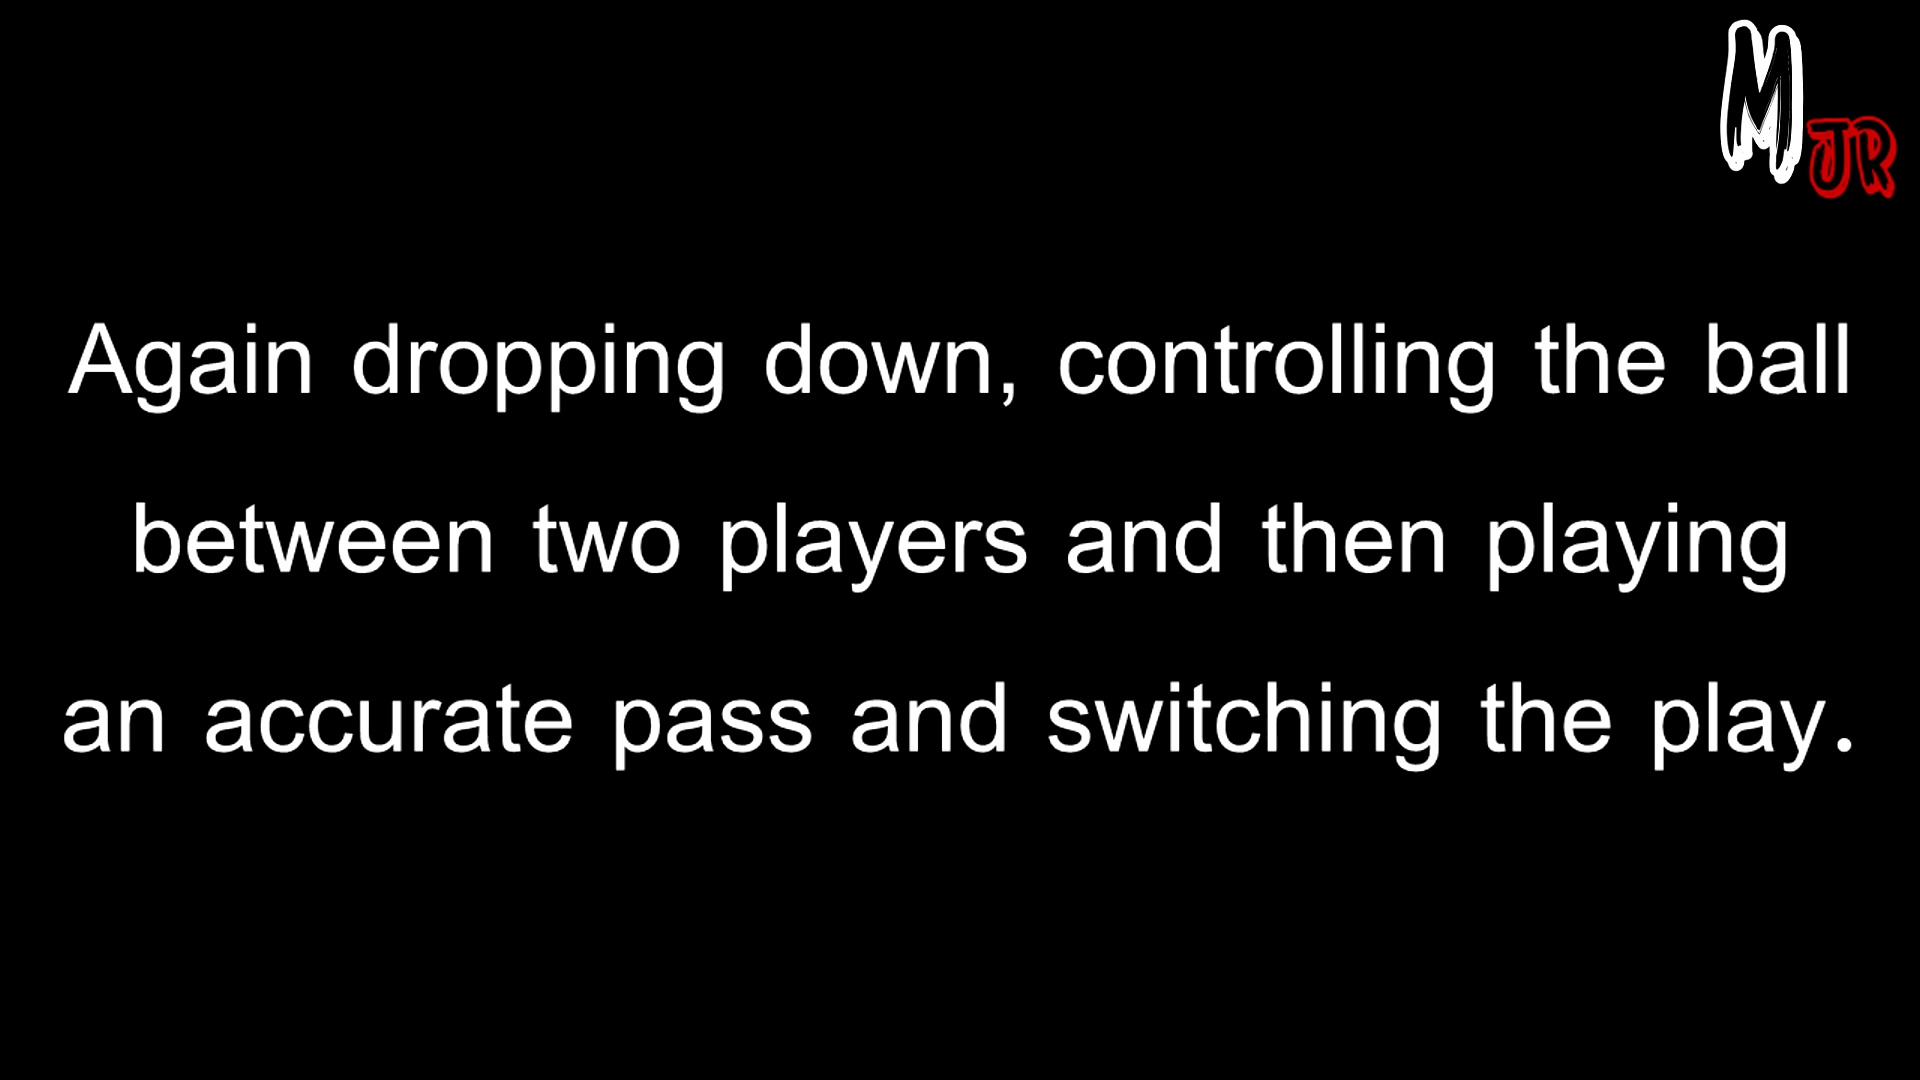 M
JR
Again dropping down, controlling the ball
between two players and then playing
an accurate pass and switching the play.